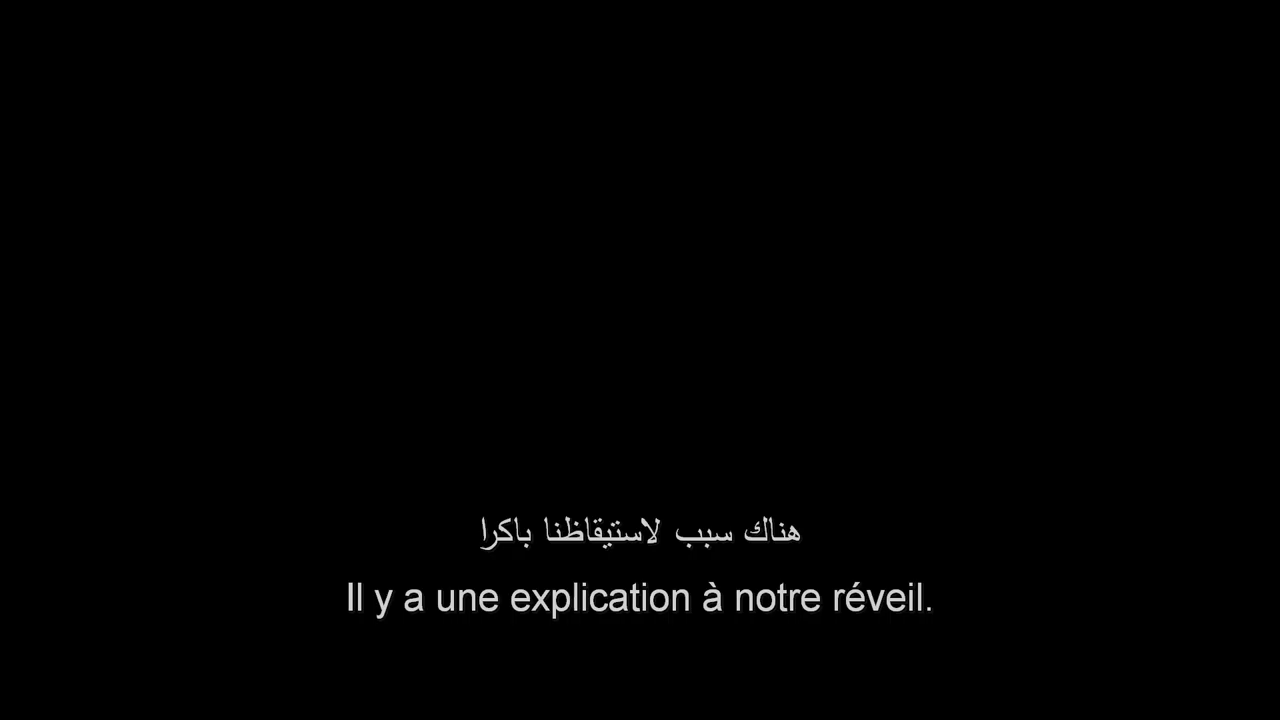 هناك سبب لاستيقاظنا باكرا
Il y a une explication à notre réveil.